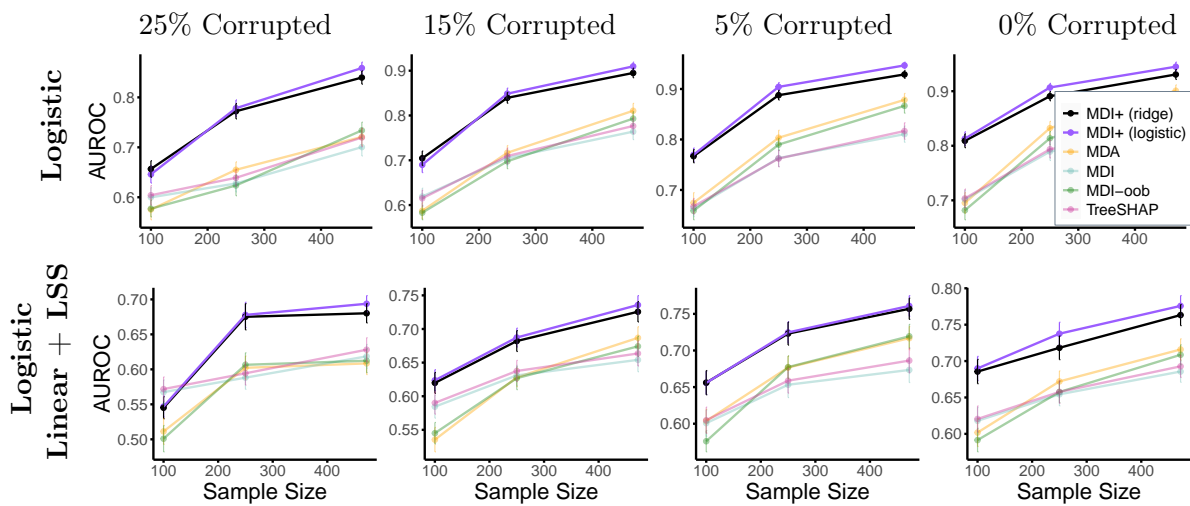 25% Corrupted 15% Corrupted 5% Corrupted 0% Corrupted
Logistic
AUROC
0.8
0.7
0.6
100 200 300 400
0.9
0.8
0.7
0.6
100 200 300 400
0.9
0.8
0.7
100 200 300 400
0.9
0.8
0.7
100 200 300 400
MDI+ (ridge)
MDI+ (logistic)
MDA
MDI
MDI-oob
TreeSHAP
Logistic
Linear + LSS
AUROC
0.70
0.65
0.60
0.55
0.50
100 200 300 400
Sample Size
0.75
0.70
0.65
0.60
0.55
100 200 300 400
Sample Size
0.75
0.70
0.65
0.60
100 200 300 400
Sample Size
0.80
0.75
0.70
0.65
0.60
100 200 300 400
Sample Size